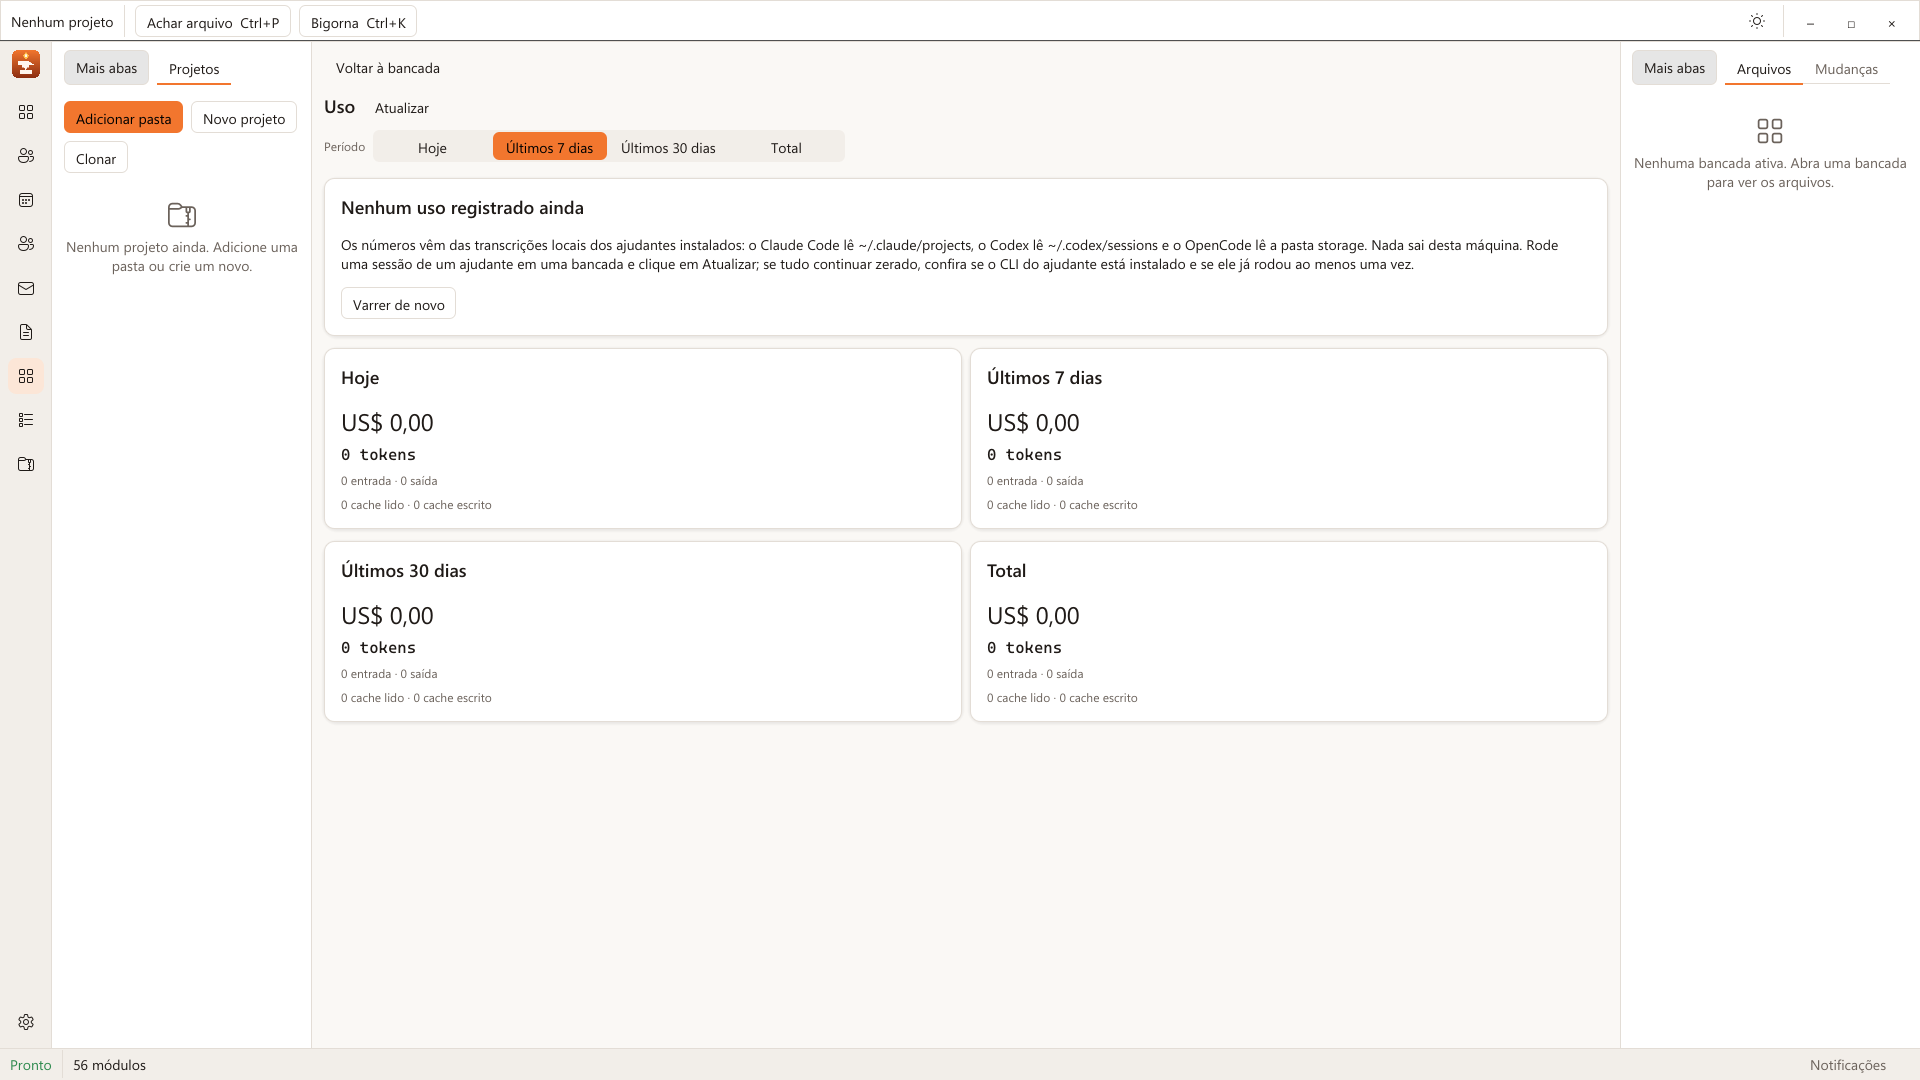 Nenhum projeto
Achar arquivo Ctrl+P
Bigorna Ctrl+K
Mais abas
Projetos
Adicionar pasta
Novo projeto
Clonar
Nenhum projeto ainda. Adicione uma
pasta ou crie um novo.
Voltar à bancada
Uso
Atualizar
Período
Hoje
Últimos 7 dias
Últimos 30 dias
Total
Nenhum uso registrado ainda
Os números vêm das transcrições locais dos ajudantes instalados: o Claude Code lê ~/.claude/projects, o Codex lê ~/.codex/sessions e o OpenCode lê a pasta storage. Nada sai desta máquina. Rode
uma sessão de um ajudante em uma bancada e clique em Atualizar; se tudo continuar zerado, confira se o CLI do ajudante está instalado e se ele já rodou ao menos uma vez.
Varrer de novo
Hoje
US$ 0,00
0 tokens
0 entrada · 0 saída
0 cache lido · 0 cache escrito
Últimos 7 dias
US$ 0,00
0 tokens
0 entrada · 0 saída
0 cache lido · 0 cache escrito
Últimos 30 dias
US$ 0,00
0 tokens
0 entrada · 0 saída
0 cache lido · 0 cache escrito
Total
US$ 0,00
0 tokens
0 entrada · 0 saída
0 cache lido · 0 cache escrito
Mais abas
Arquivos
Mudanças
Nenhuma bancada ativa. Abra uma bancada
para ver os arquivos.
Pronto
56 módulos
Notificações